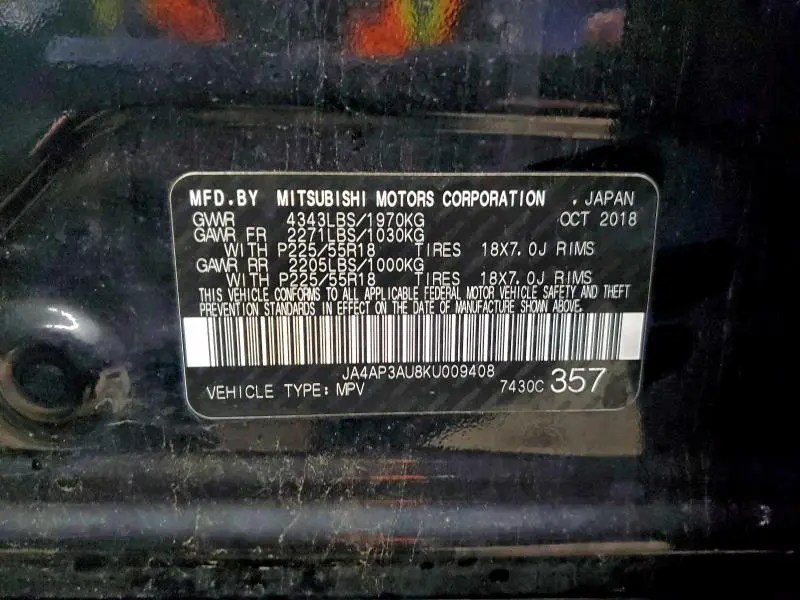 MFD.BY MITSUBISHI MOTORS CORPORATION , JAPAN
GVWR 4343LBS/1970KG OCT 2018
GAWR FR 2271LBS/1030KG
WITH P225/55R18 TIRES 18X7.0J RIMS
GAWR RR 2205LBS/1000KG
WITH P225/55R18 TIRES 18X7.0J RIMS
THIS VEHICLE CONFORMS TO ALL APPLICABLE FEDERAL MOTOR VEHICLE SAFETY AND THEFT
PREVENTION STANDARDS IN EFFECT ON THE DATE OF MANUFACTURE SHOWN ABOVE.
JA4AP3AU8KU009408
VEHICLE TYPE: MPV 7430C 357